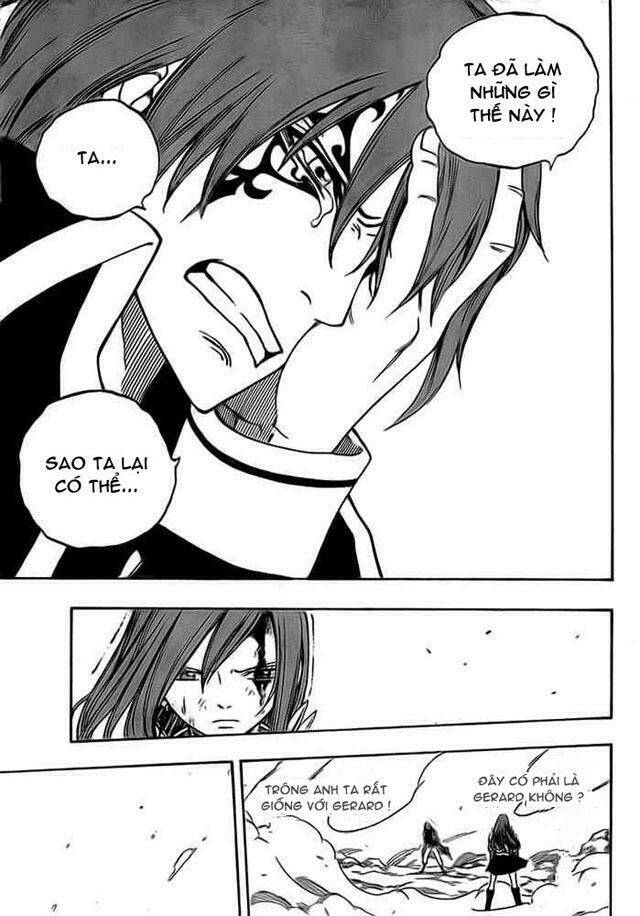 TA ĐÃ LÀM
NHỮNG GÌ
THẾ NÀY !
TA...
SAO TA LẠI
CÓ THỂ...
ĐÂY CÓ PHẢI LÀ
GERARD KHÔNG ?
TRÔNG ANH TA RẤT
GIỐNG VỚI GERARD !